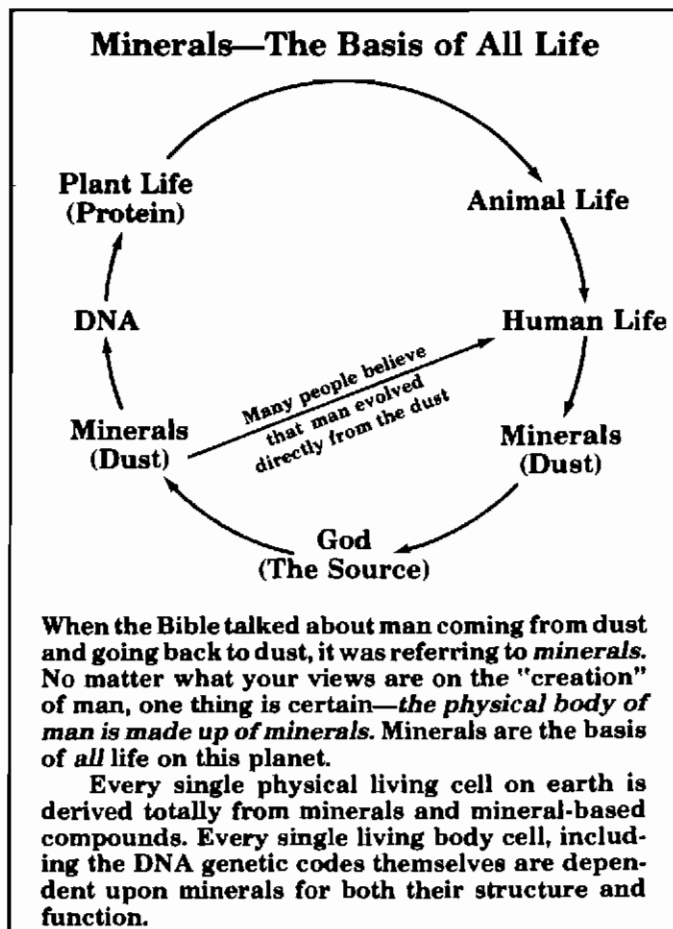 Minerals—The Basis of All Life
Plant Life
(Protein)
Animal Life
DNA
Human Life
Many people believe
that man evolved
directly from the dust
Minerals
(Dust)
Minerals
(Dust)
God
(The Source)
When the Bible talked about man coming from dust
and going back to dust, it was referring to minerals.
No matter what your views are on the "creation"
of man, one thing is certain—the physical body of
man is made up of minerals. Minerals are the basis
of all life on this planet.
Every single physical living cell on earth is
derived totally from minerals and mineral-based
compounds. Every single living body cell, includ-
ing the DNA genetic codes themselves are depen-
dent upon minerals for both their structure and
function.